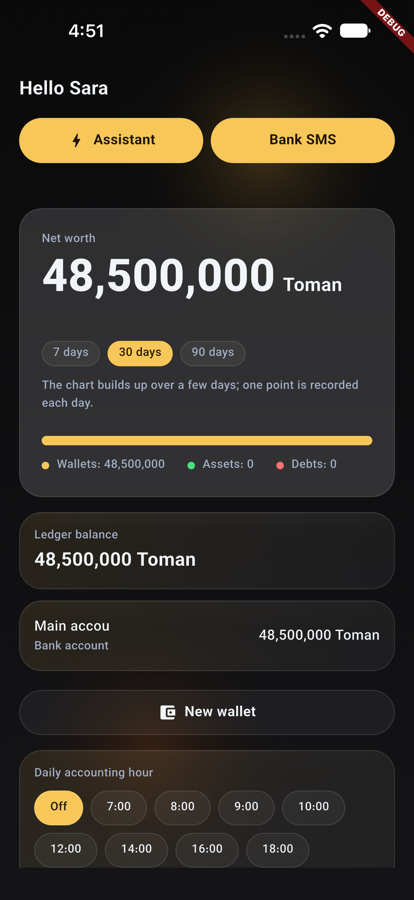 4:51
DEBUG
Hello Sara
Assistant
Bank SMS
Net worth
48,500,000 Toman
7 days
30 days
90 days
The chart builds up over a few days; one point is recorded
each day.
Wallets: 48,500,000
Assets: 0
Debts: 0
Ledger balance
48,500,000 Toman
Main accou
Bank account
48,500,000 Toman
New wallet
Daily accounting hour
Off
7:00
8:00
9:00
10:00
12:00
14:00
16:00
18:00